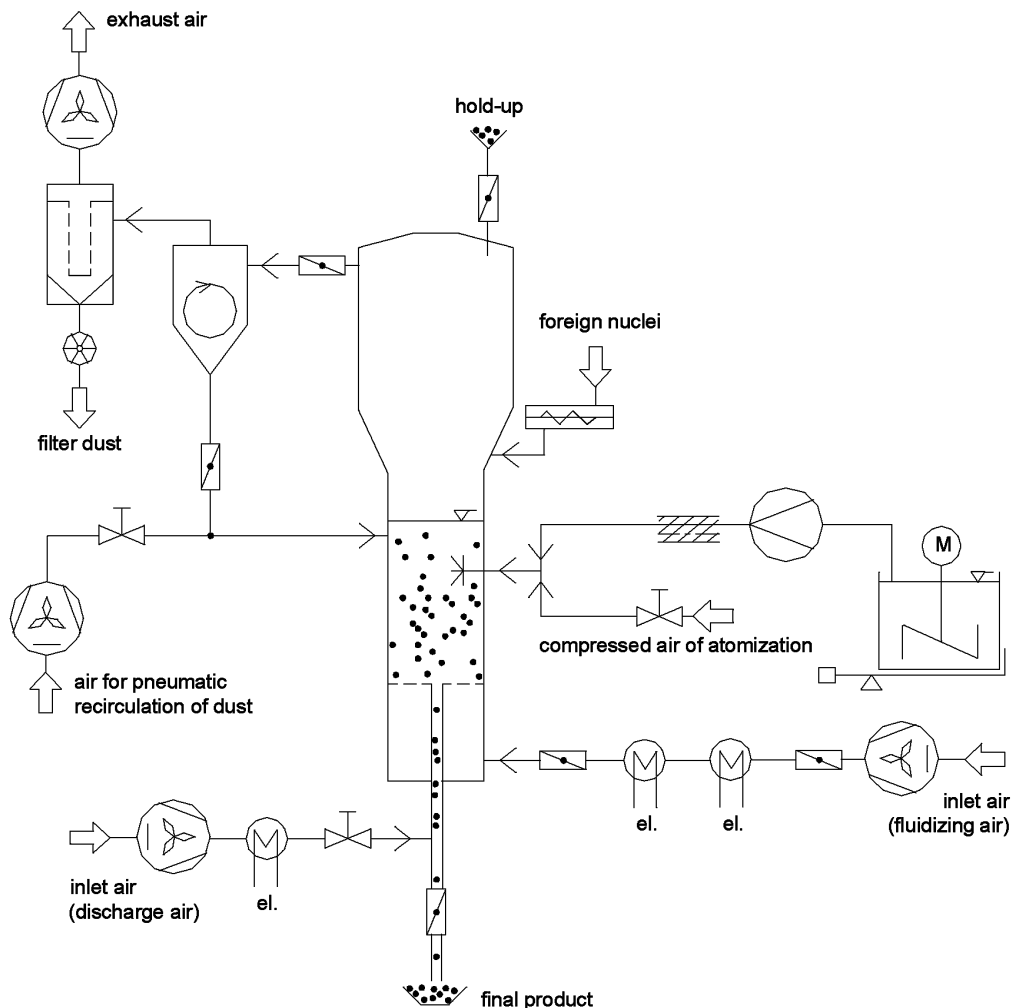 exhaust air
hold-up
foreign nuclei
filter dust
M
compressed air of atomization
air for pneumatic
recirculation of dust
inlet air
(fluidizing air)
el.
el.
inlet air
(discharge air)
el.
final product